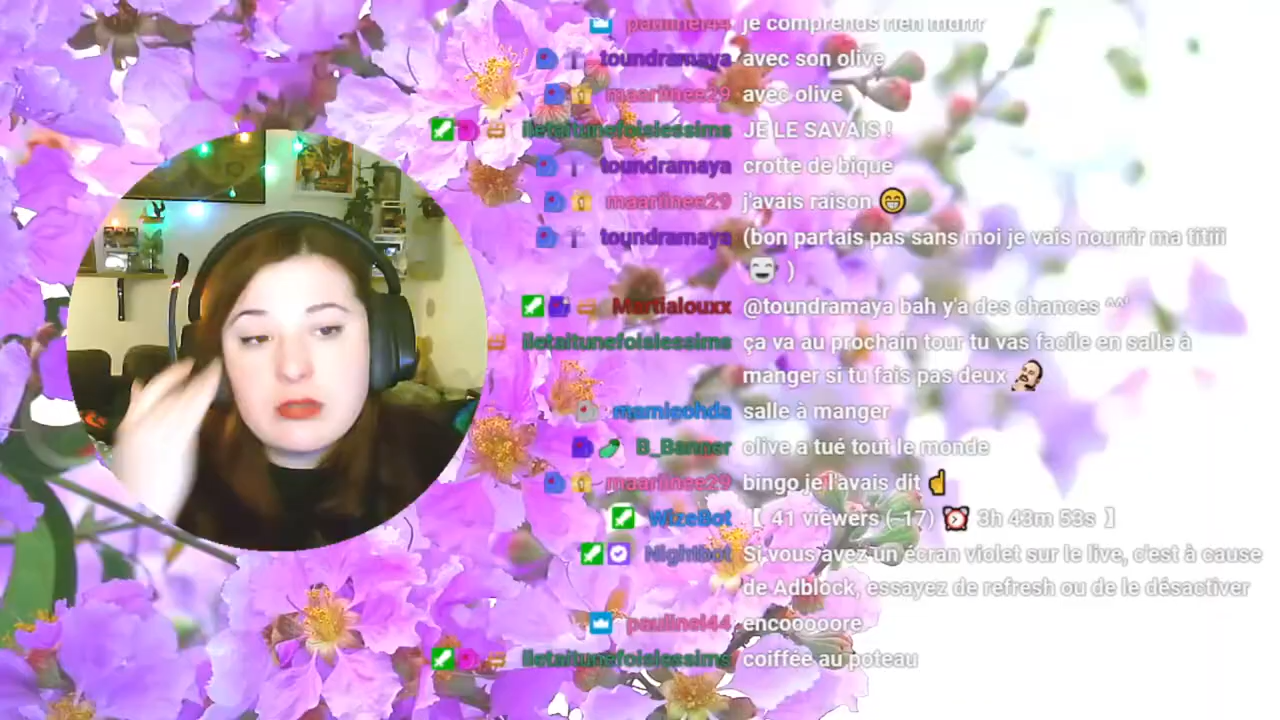 paulinel44 je comprends rien mdrrr
toundramaya avec son olive
maarlinee29 avec olive
iletaitunefoislessims JE LE SAVAIS !
toundramaya crotte de bique
maarlinee29 j'avais raison 😁
toundramaya (bon partais pas sans moi je vais nourrir ma titiii
)
Martialouxx @toundramaya bah y'a des chances ^^'
iletaitunefoislessims ça va au prochain tour tu vas facile en salle à
manger si tu fais pas deux
mamisohda salle à manger
B_Banner olive a tué tout le monde
maarlinee29 bingo je l'avais dit ☝
WizeBot 【 41 viewers (-17) ⏰ 3h 43m 53s 】
Nightbot Si vous avez un écran violet sur le live, c'est à cause
de Adblock, essayez de refresh ou de le désactiver
paulinel44 encooooore
iletaitunefoislessims coiffée au poteau